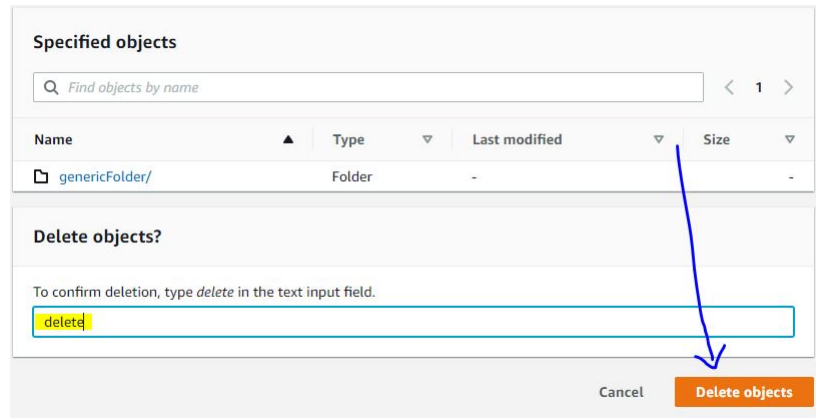 Specified objects
Find objects by name
1
Name Type Last modified Size
genericFolder/ Folder - -
Delete objects?
To confirm deletion, type delete in the text input field.
delete
Cancel Delete objects